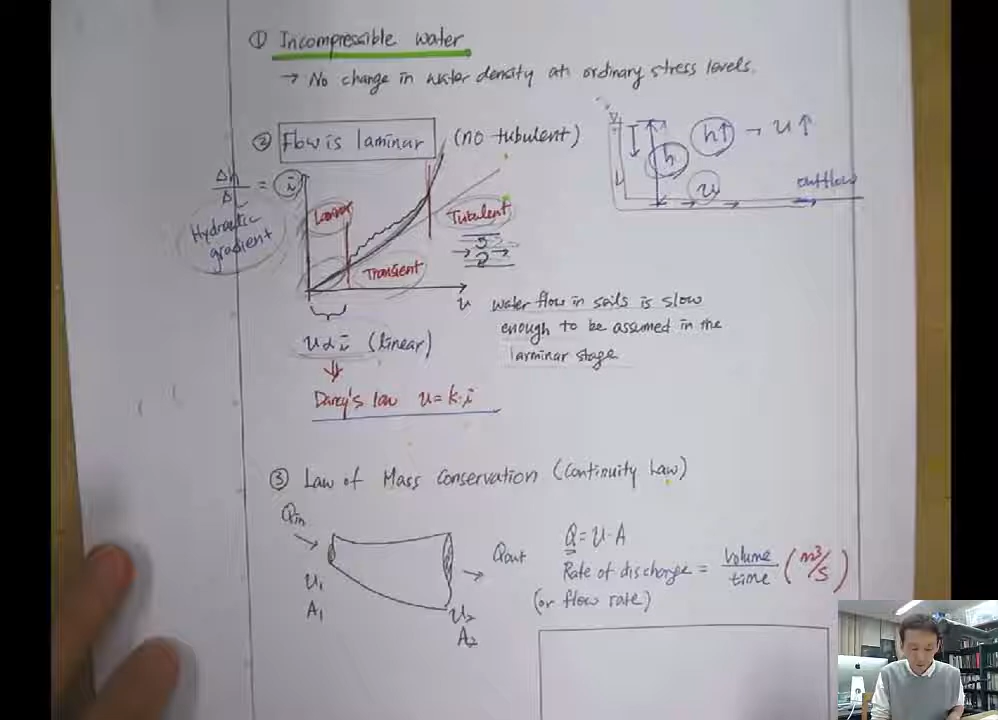 ① Incompressible water
→ No change in water density at ordinary stress levels.
② Flow is laminar (no tubulent)
Δh/ΔL = i
Hydraulic gradient
Laminar
Transient
Tubulent
u
h
h↑ → u↑
u
outflow
u ∝ i (linear)
Darcy's law u = k·i
water flow in soils is slow
enough to be assumed in the
larminar stage
③ Law of Mass Conservation (Continuity Law)
Qin
u1
A1
Qout
u2
A2
Q = u·A
Rate of discharge = volume/time (m³/s)
(or flow rate)